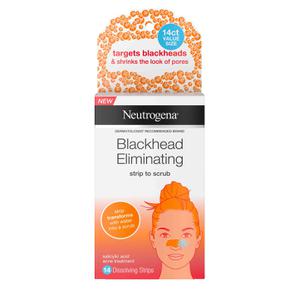 14ct
VALUE
SIZE
targets blackheads
& shrinks the look of pores
NEW
Neutrogena®
DERMATOLOGIST RECOMMENDED BRAND
Blackhead
Eliminating
strip to scrub
strip
transforms
with water
into a scrub
salicylic acid
acne treatment
14 Dissolving Strips